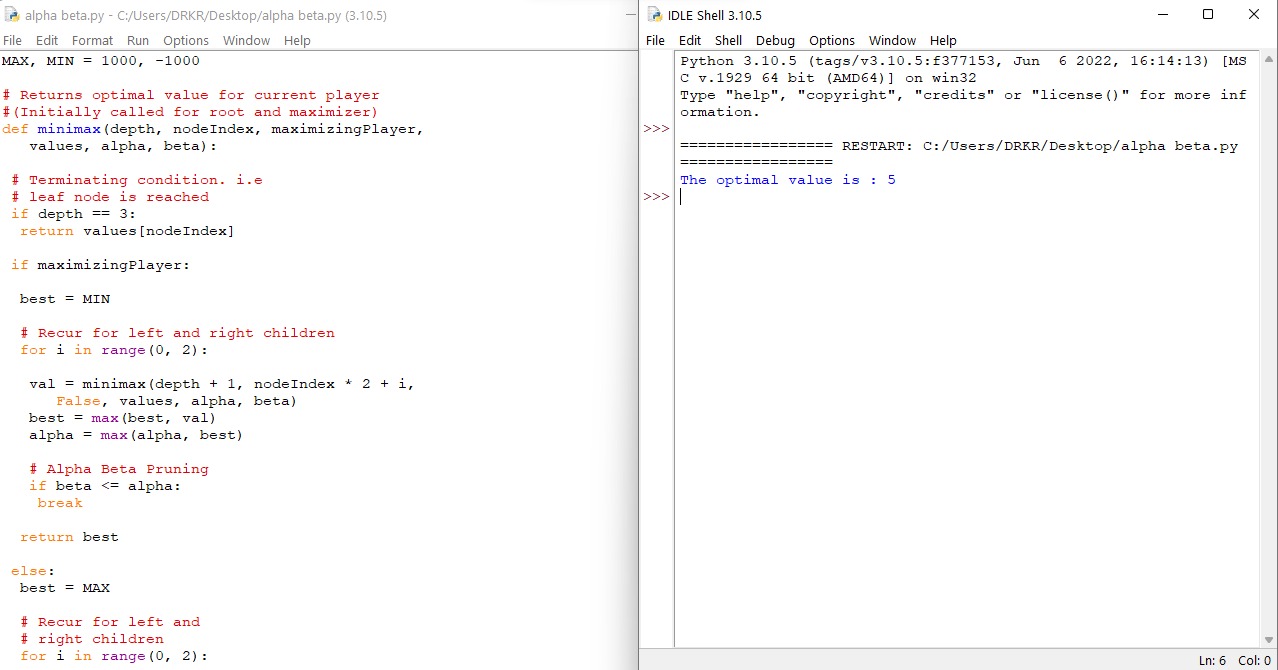 alpha beta.py - C:/Users/DRKR/Desktop/alpha beta.py (3.10.5)
File Edit Format Run Options Window Help
MAX, MIN = 1000, -1000
# Returns optimal value for current player
#(Initially called for root and maximizer)
def minimax(depth, nodeIndex, maximizingPlayer,
values, alpha, beta):
# Terminating condition. i.e
# leaf node is reached
if depth == 3:
return values[nodeIndex]
if maximizingPlayer:
best = MIN
# Recur for left and right children
for i in range(0, 2):
val = minimax(depth + 1, nodeIndex * 2 + i,
False, values, alpha, beta)
best = max(best, val)
alpha = max(alpha, best)
# Alpha Beta Pruning
if beta <= alpha:
break
return best
else:
best = MAX
# Recur for left and
# right children
for i in range(0, 2):
IDLE Shell 3.10.5
File Edit Shell Debug Options Window Help
Python 3.10.5 (tags/v3.10.5:f377153, Jun  6 2022, 16:14:13) [MS
C v.1929 64 bit (AMD64)] on win32
Type "help", "copyright", "credits" or "license()" for more inf
ormation.
>>>
================= RESTART: C:/Users/DRKR/Desktop/alpha beta.py
=================
The optimal value is : 5
>>>
Ln: 6 Col: 0